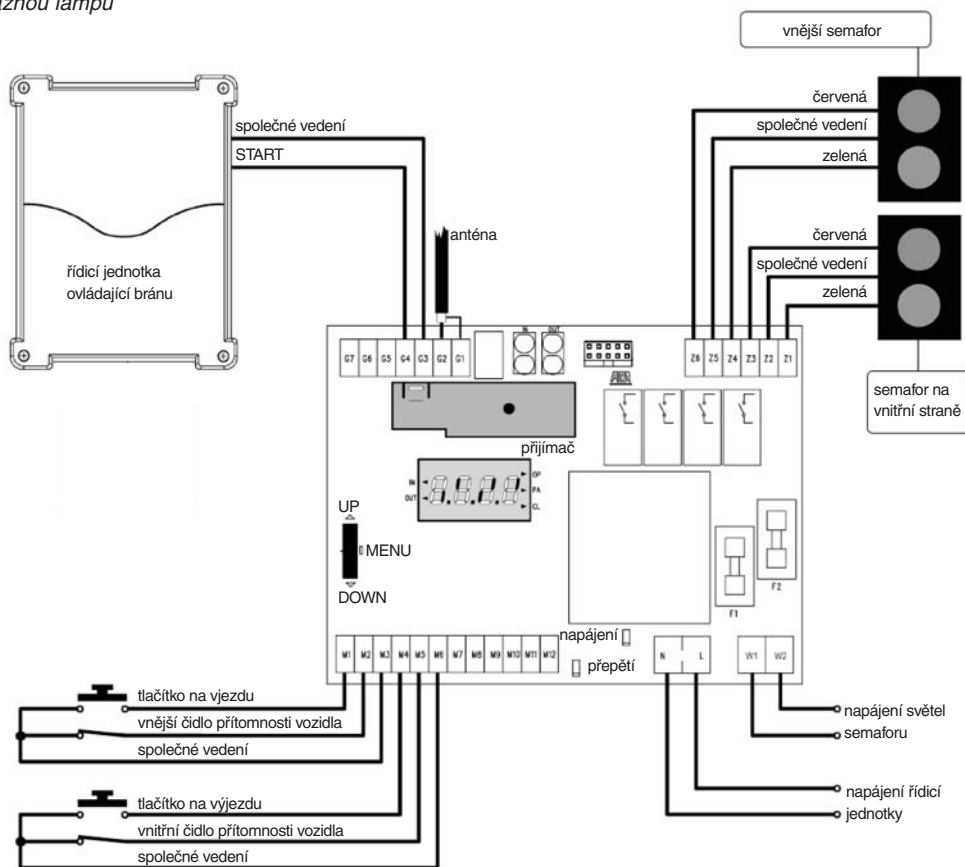 ažnou lampu
vnější semafor
červená
společné vedení
zelená
společné vedení
START
anténa
řídicí jednotka
ovládající bránu
červená
společné vedení
zelená
IN OUT
G7 G6 G5 G4 G3 G2 G1
Z6 Z5 Z4 Z3 Z2 Z1
semafor na
vnitřní straně
přijímač
IN
OUT
OP
PA
CL
UP
MENU
DOWN
F1
F2
napájení
přepětí
M1 M2 M3 M4 M5 M6 M7 M8 M9 M10 M11 M12
N L
W1 W2
tlačítko na vjezdu
vnější čidlo přítomnosti vozidla
společné vedení
napájení světel
semaforu
tlačítko na výjezdu
vnitřní čidlo přítomnosti vozidla
společné vedení
napájení řídicí
jednotky